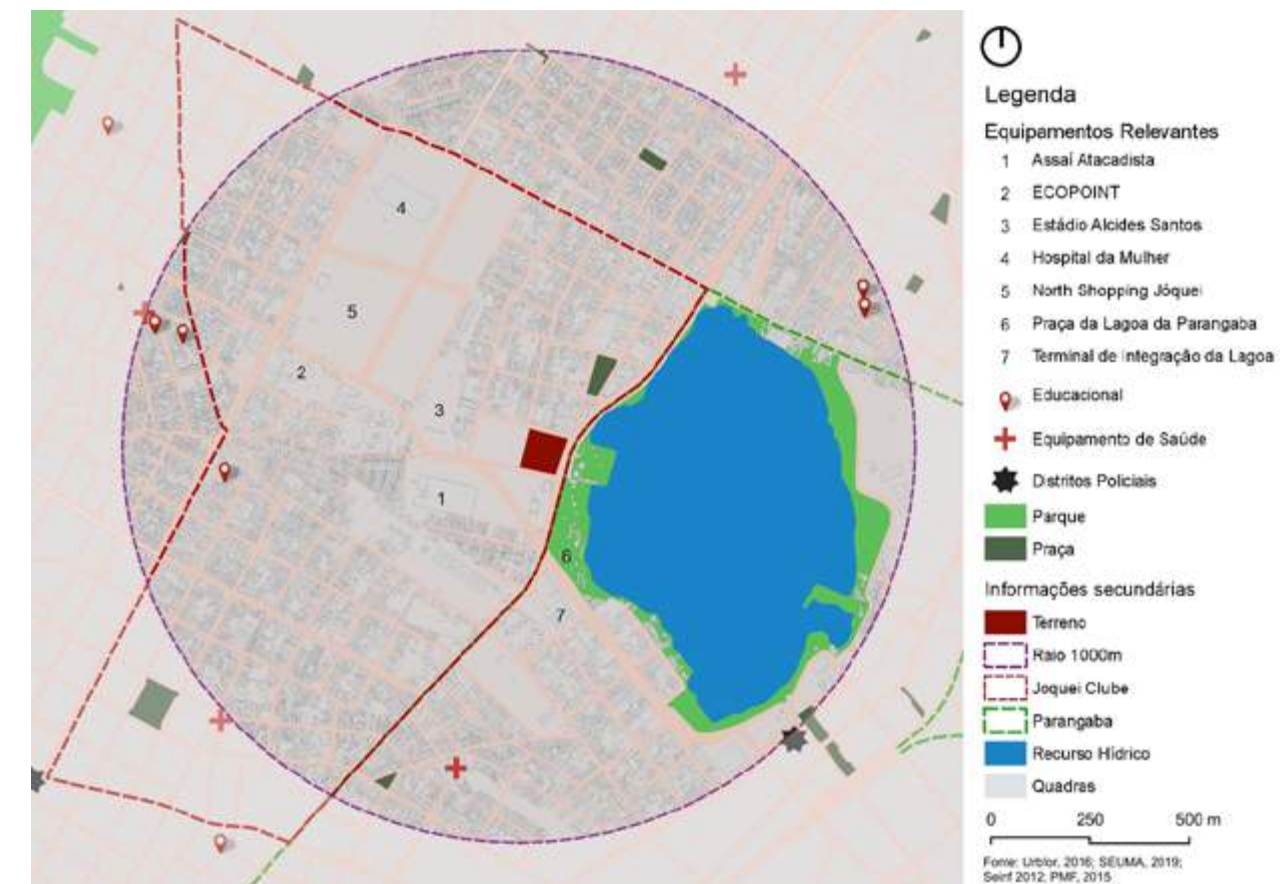 4
5
2
3
1
6
7
Legenda
Equipamentos Relevantes
1 Assaí Atacadista
2 ECOPOINT
3 Estádio Alcides Santos
4 Hospital da Mulher
5 North Shopping Jóquei
6 Praça da Lagoa da Parangaba
7 Terminal de Integração da Lagoa
Educacional
Equipamento de Saúde
Distritos Policiais
Parque
Praça
Informações secundárias
Terreno
Raio 1000m
Joquei Clube
Parangaba
Recurso Hídrico
Quadras
0 250 500 m
Fonte: Urbfor, 2016; SEUMA, 2019;
Seinf 2012; PMF, 2015